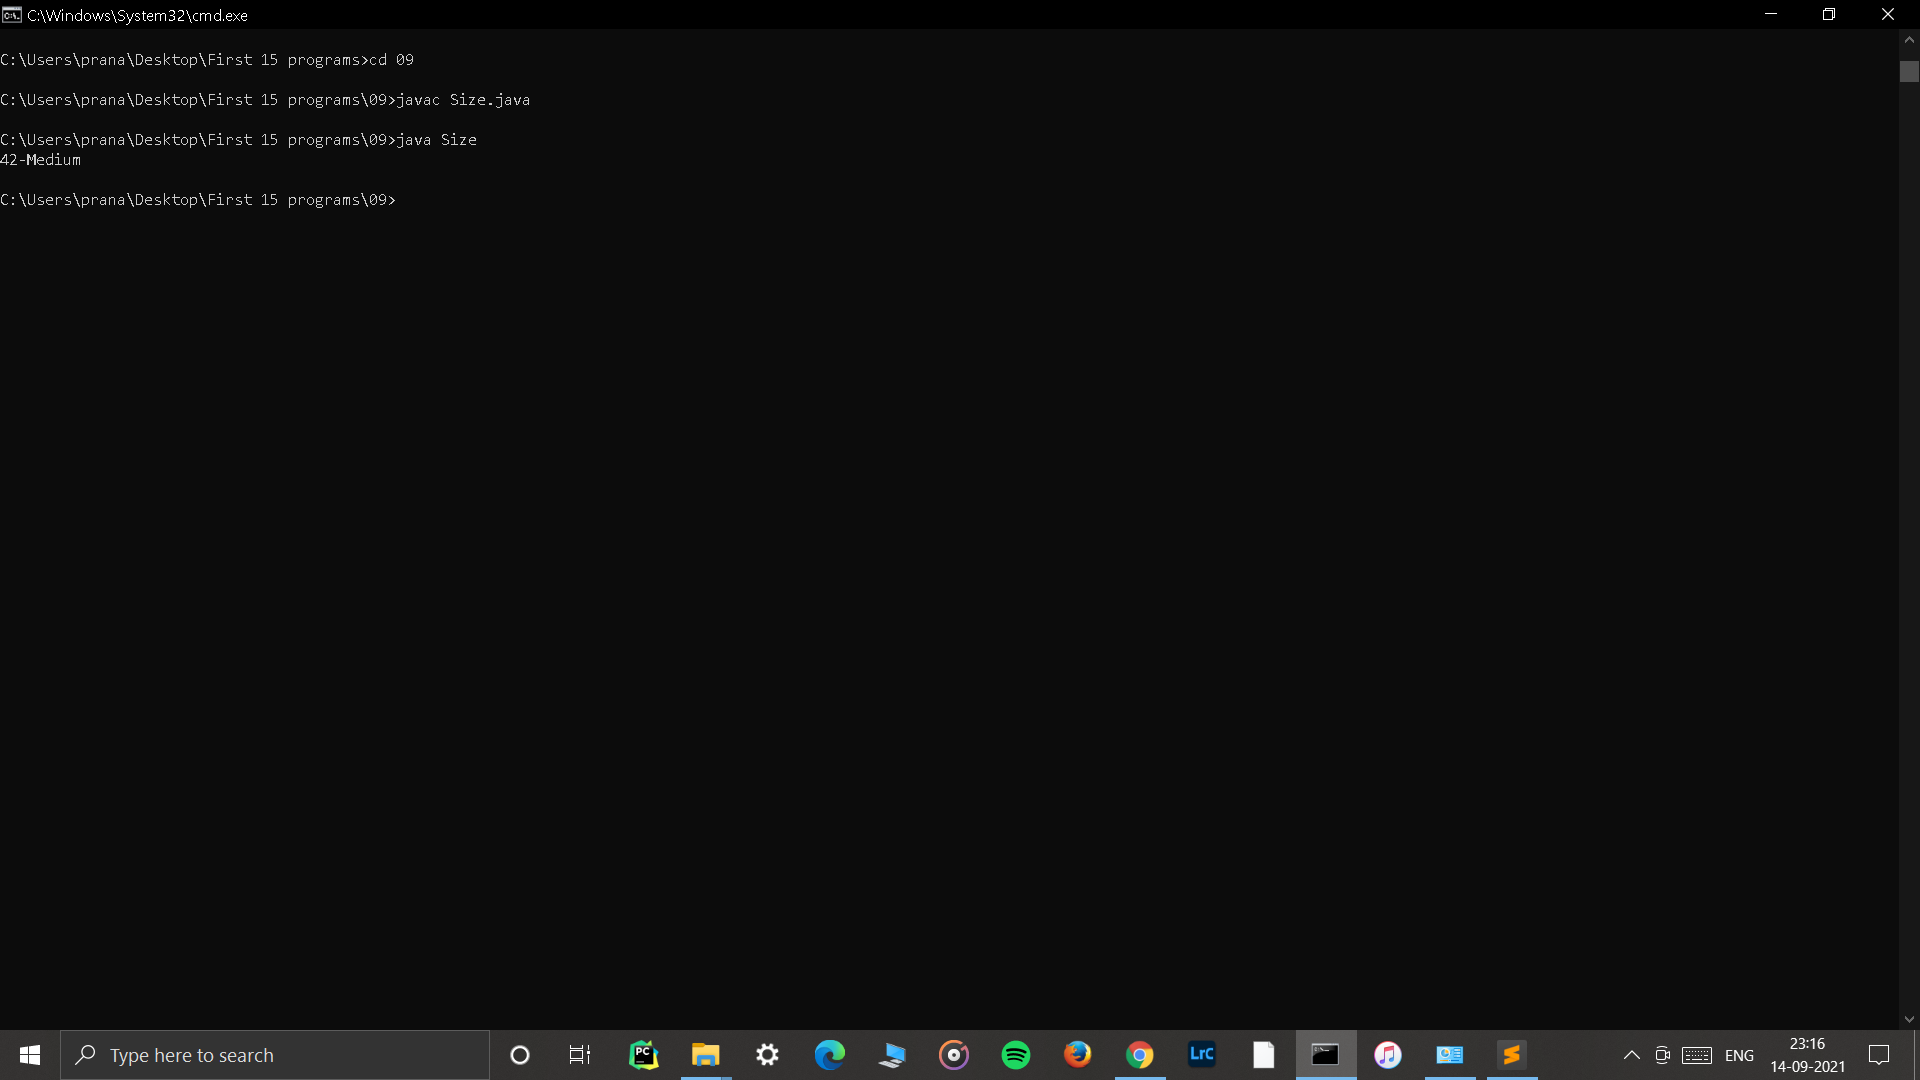 C:\Windows\System32\cmd.exe
C:\Users\prana\Desktop\First 15 programs>cd 09
C:\Users\prana\Desktop\First 15 programs\09>javac Size.java
C:\Users\prana\Desktop\First 15 programs\09>java Size
42-Medium
C:\Users\prana\Desktop\First 15 programs\09>
Type here to search
PC
LrC
ENG
23:16
14-09-2021